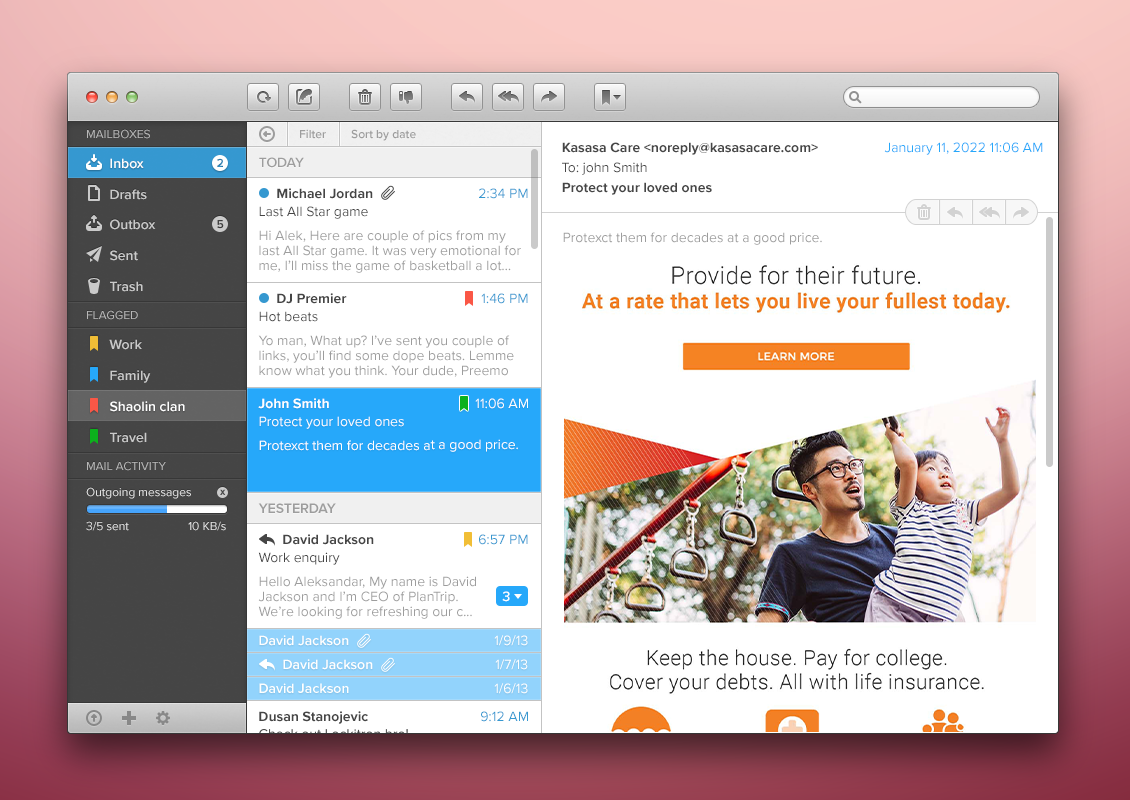 MAILBOXES
Inbox 2
Drafts
Outbox 5
Sent
Trash
FLAGGED
Work
Family
Shaolin clan
Travel
MAIL ACTIVITY
Outgoing messages
3/5 sent 10 KB/s
Filter Sort by date
TODAY
Michael Jordan 2:34 PM
Last All Star game
Hi Alek, Here are couple of pics from my
last All Star game. It was very emotional for
me, I'll miss the game of basketball a lot...
DJ Premier 1:46 PM
Hot beats
Yo man, What up? I've sent you couple of
links, you'll find some dope beats. Lemme
know what you think. Your dude, Preemo
John Smith 11:06 AM
Protect your loved ones
Protexct them for decades at a good price.
YESTERDAY
David Jackson 6:57 PM
Work enquiry
Hello Aleksandar, My name is David
Jackson and I'm CEO of PlanTrip.
We're looking for refreshing our c...
3
David Jackson 1/9/13
David Jackson 1/7/13
David Jackson 1/6/13
Dusan Stanojevic 9:12 AM
Kasasa Care <noreply@kasasacare.com> January 11, 2022 11:06 AM
To: john Smith
Protect your loved ones
Protexct them for decades at a good price.
Provide for their future.
At a rate that lets you live your fullest today.
LEARN MORE
Keep the house. Pay for college.
Cover your debts. All with life insurance.